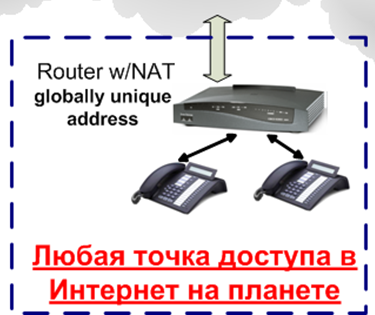 Router w/NAT
globally unique
address
Любая точка доступа в
Интернет на планете